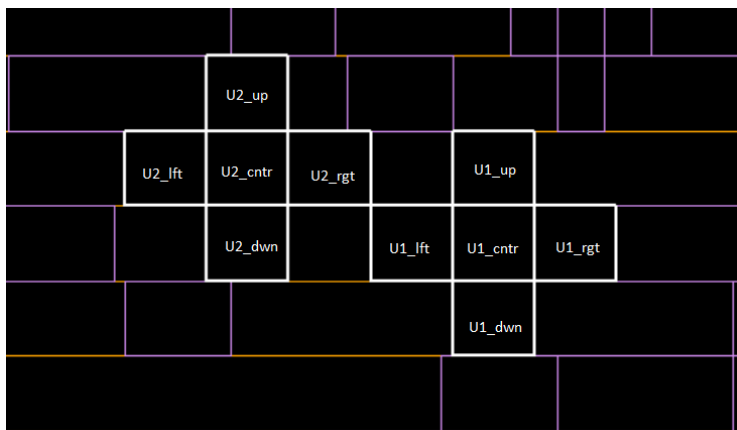 U2_up
U2_lft
U2_cntr
U2_rgt
U1_up
U2_dwn
U1_lft
U1_cntr
U1_rgt
U1_dwn